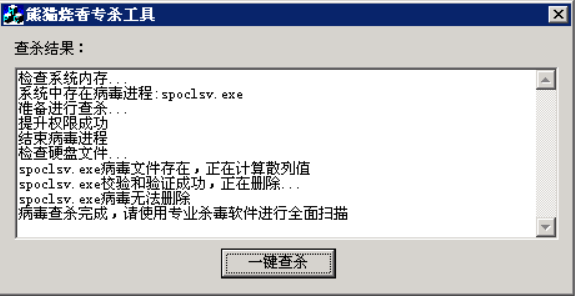 熊猫烧香专杀工具
查杀结果：
检查系统内存...
系统中存在病毒进程:spoclsv.exe
准备进行查杀...
提升权限成功
结束病毒进程
检查硬盘文件...
spoclsv.exe病毒文件存在，正在计算散列值
spoclsv.exe校验和验证成功，正在删除...
spoclsv.exe病毒无法删除
病毒查杀完成，请使用专业杀毒软件进行全面扫描
一键查杀